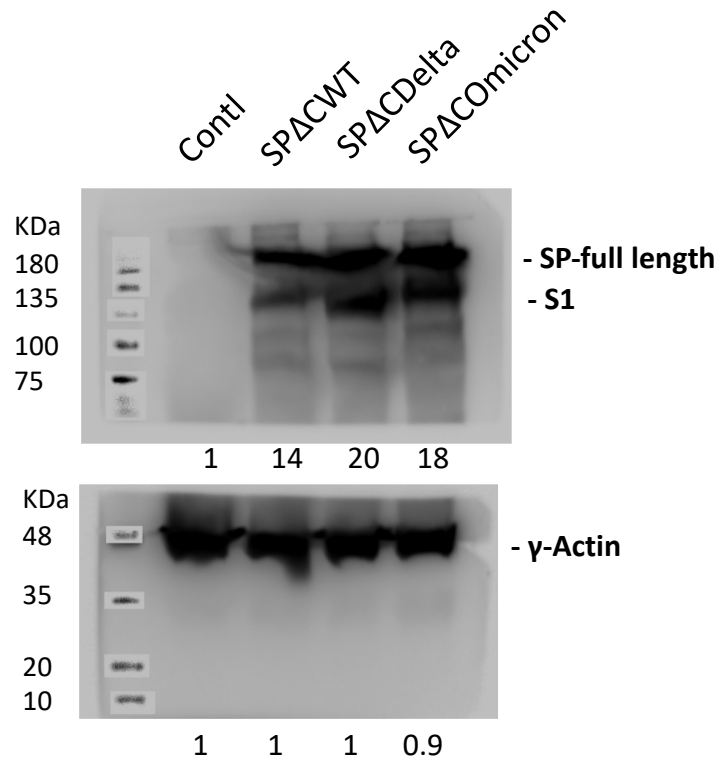 Contl SPΔCWT SPΔCDelta SPΔCOmicron
KDa
180 - SP-full length
135 - S1
100
75
1 14 20 18
KDa
48 - γ-Actin
35
20
10
1 1 1 0.9